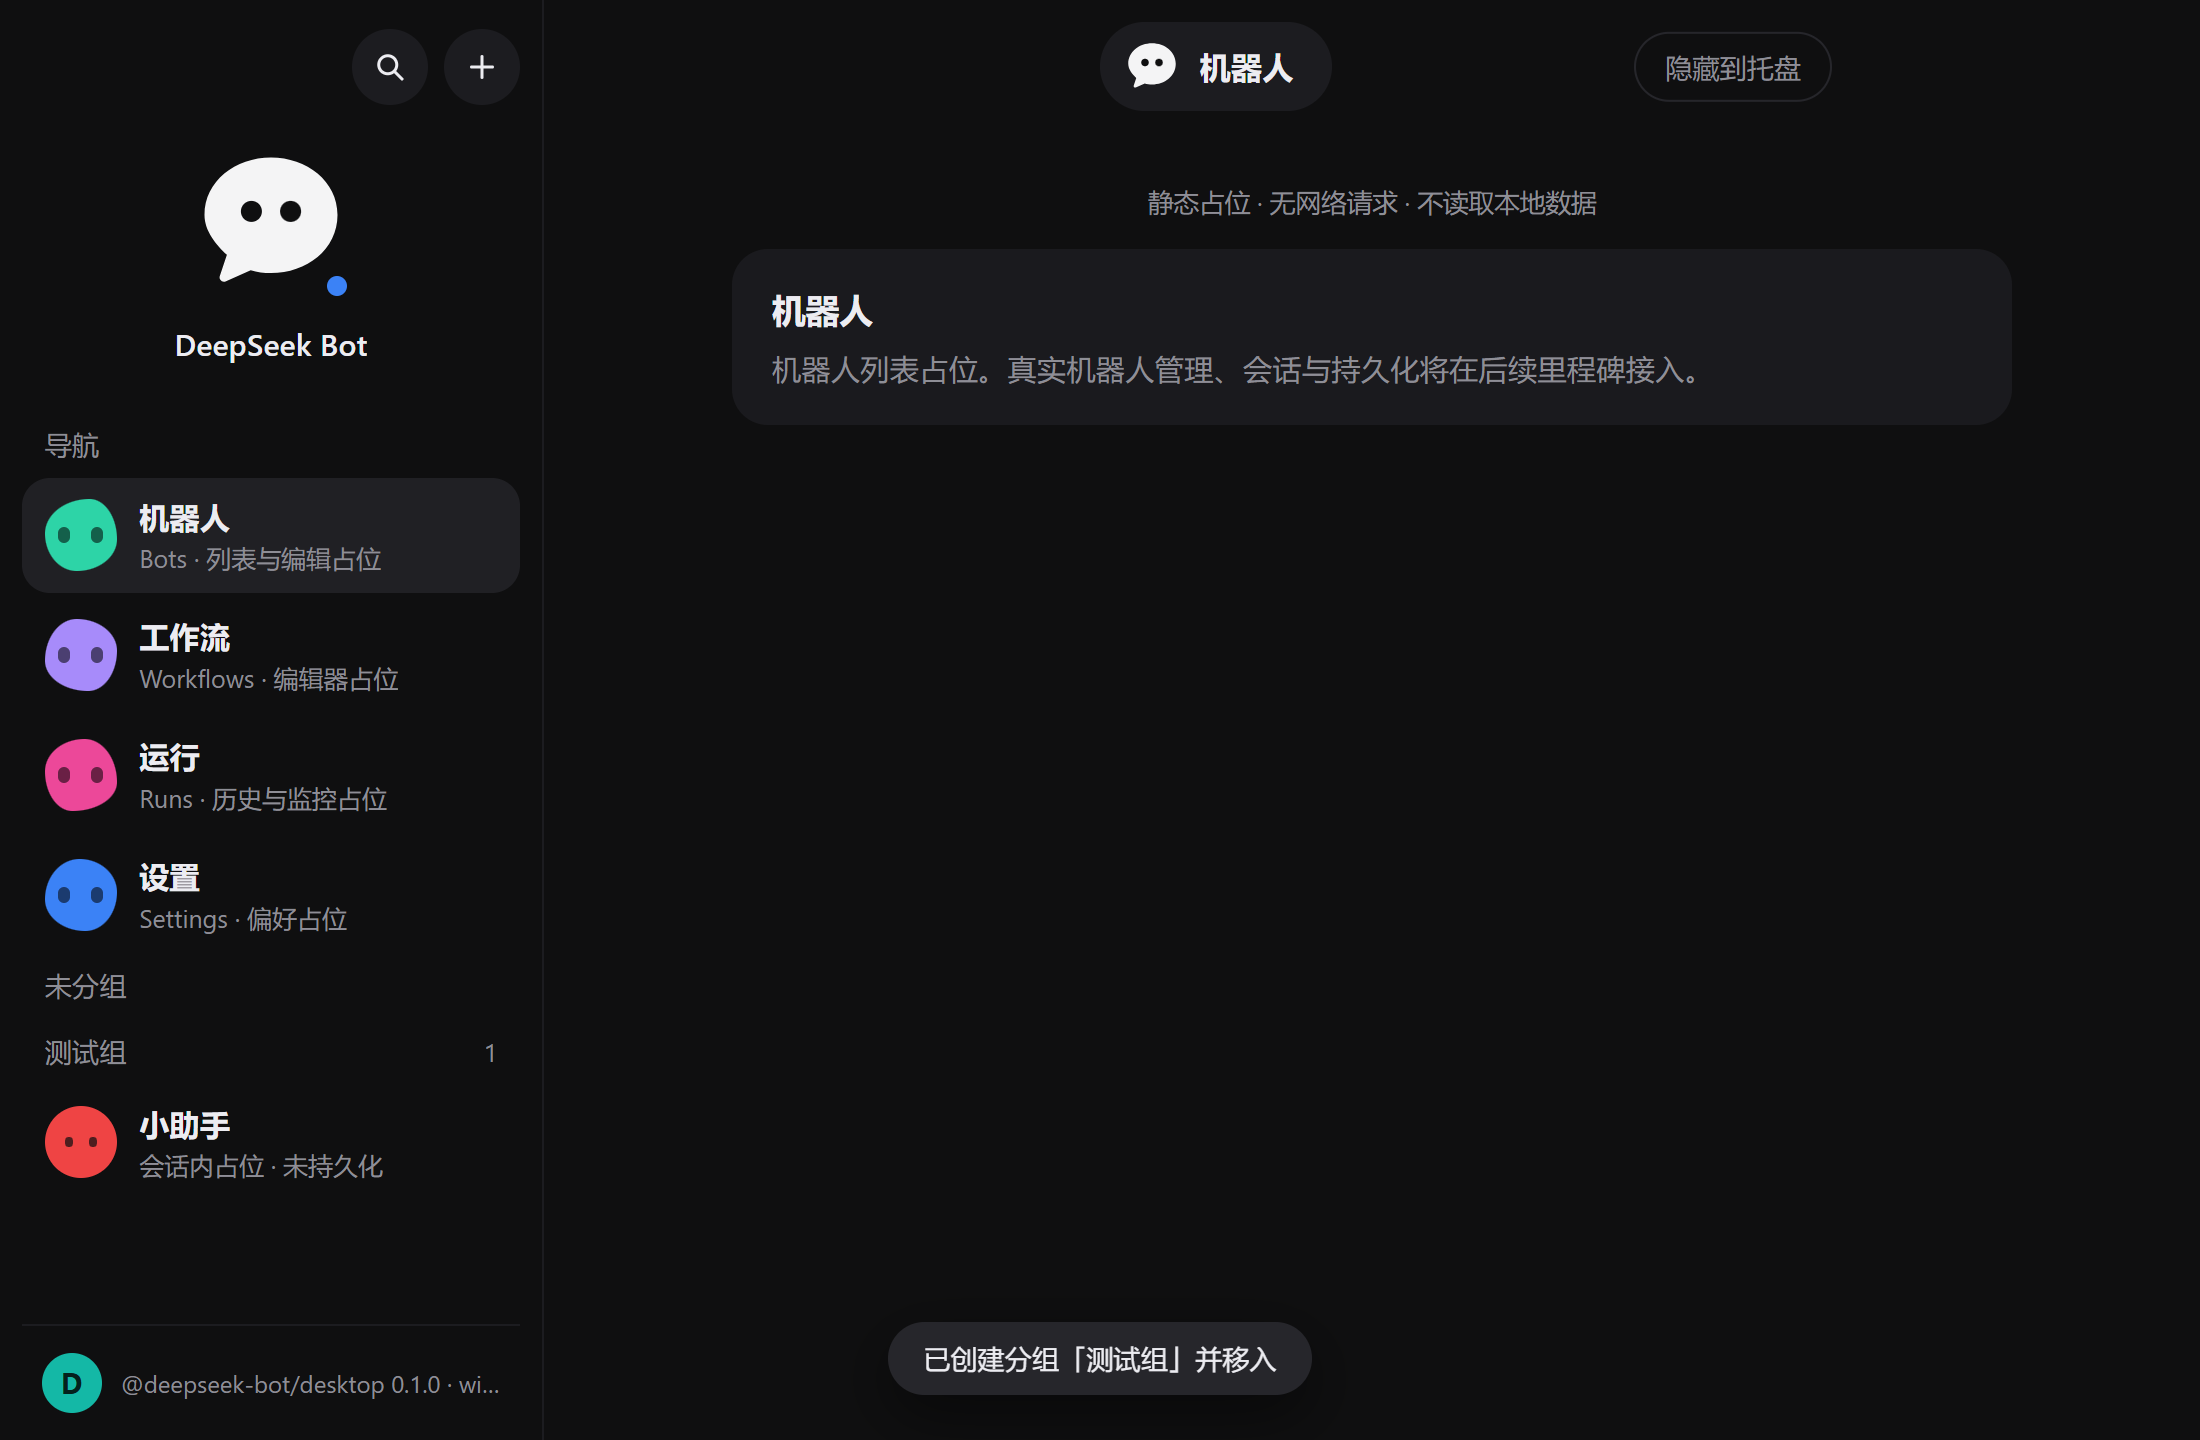 DeepSeek Bot
导航
机器人
Bots · 列表与编辑占位
工作流
Workflows · 编辑器占位
运行
Runs · 历史与监控占位
设置
Settings · 偏好占位
未分组
测试组 1
小助手
会话内占位 · 未持久化
D @deepseek-bot/desktop 0.1.0 · wi...
机器人
隐藏到托盘
静态占位 · 无网络请求 · 不读取本地数据
机器人
机器人列表占位。真实机器人管理、会话与持久化将在后续里程碑接入。
已创建分组「测试组」并移入